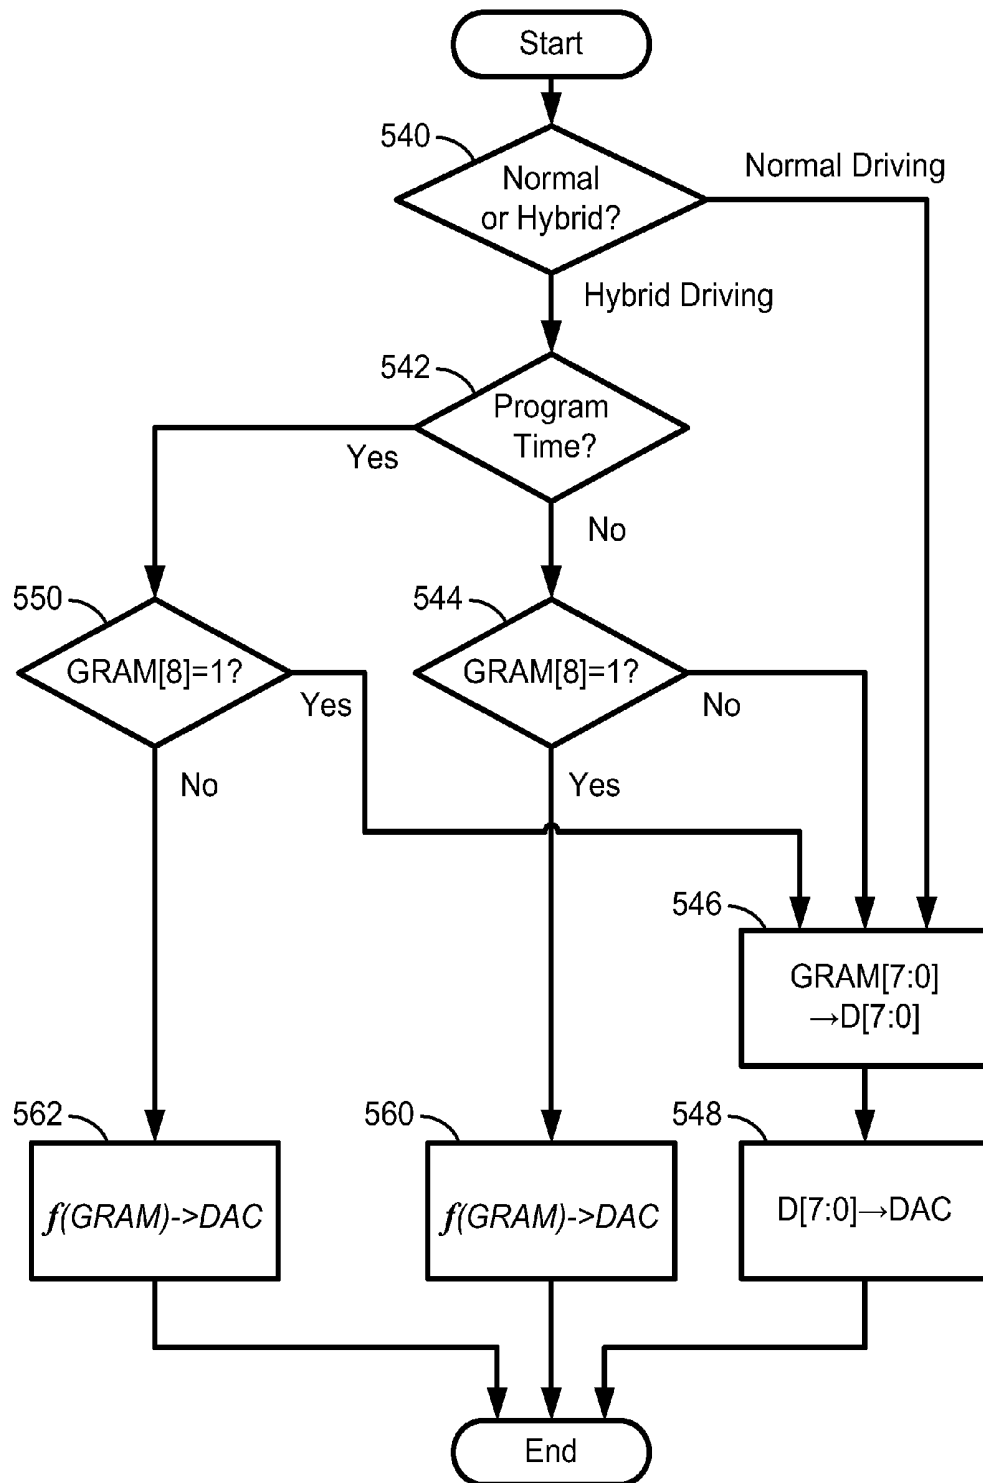 Start
540
Normal
or Hybrid?
Normal Driving
Hybrid Driving
542
Program
Time?
Yes
No
550
GRAM[8]=1?
Yes
No
544
GRAM[8]=1?
No
Yes
546
GRAM[7:0]
→D[7:0]
562
f(GRAM)->DAC
560
f(GRAM)->DAC
548
D[7:0]→DAC
End